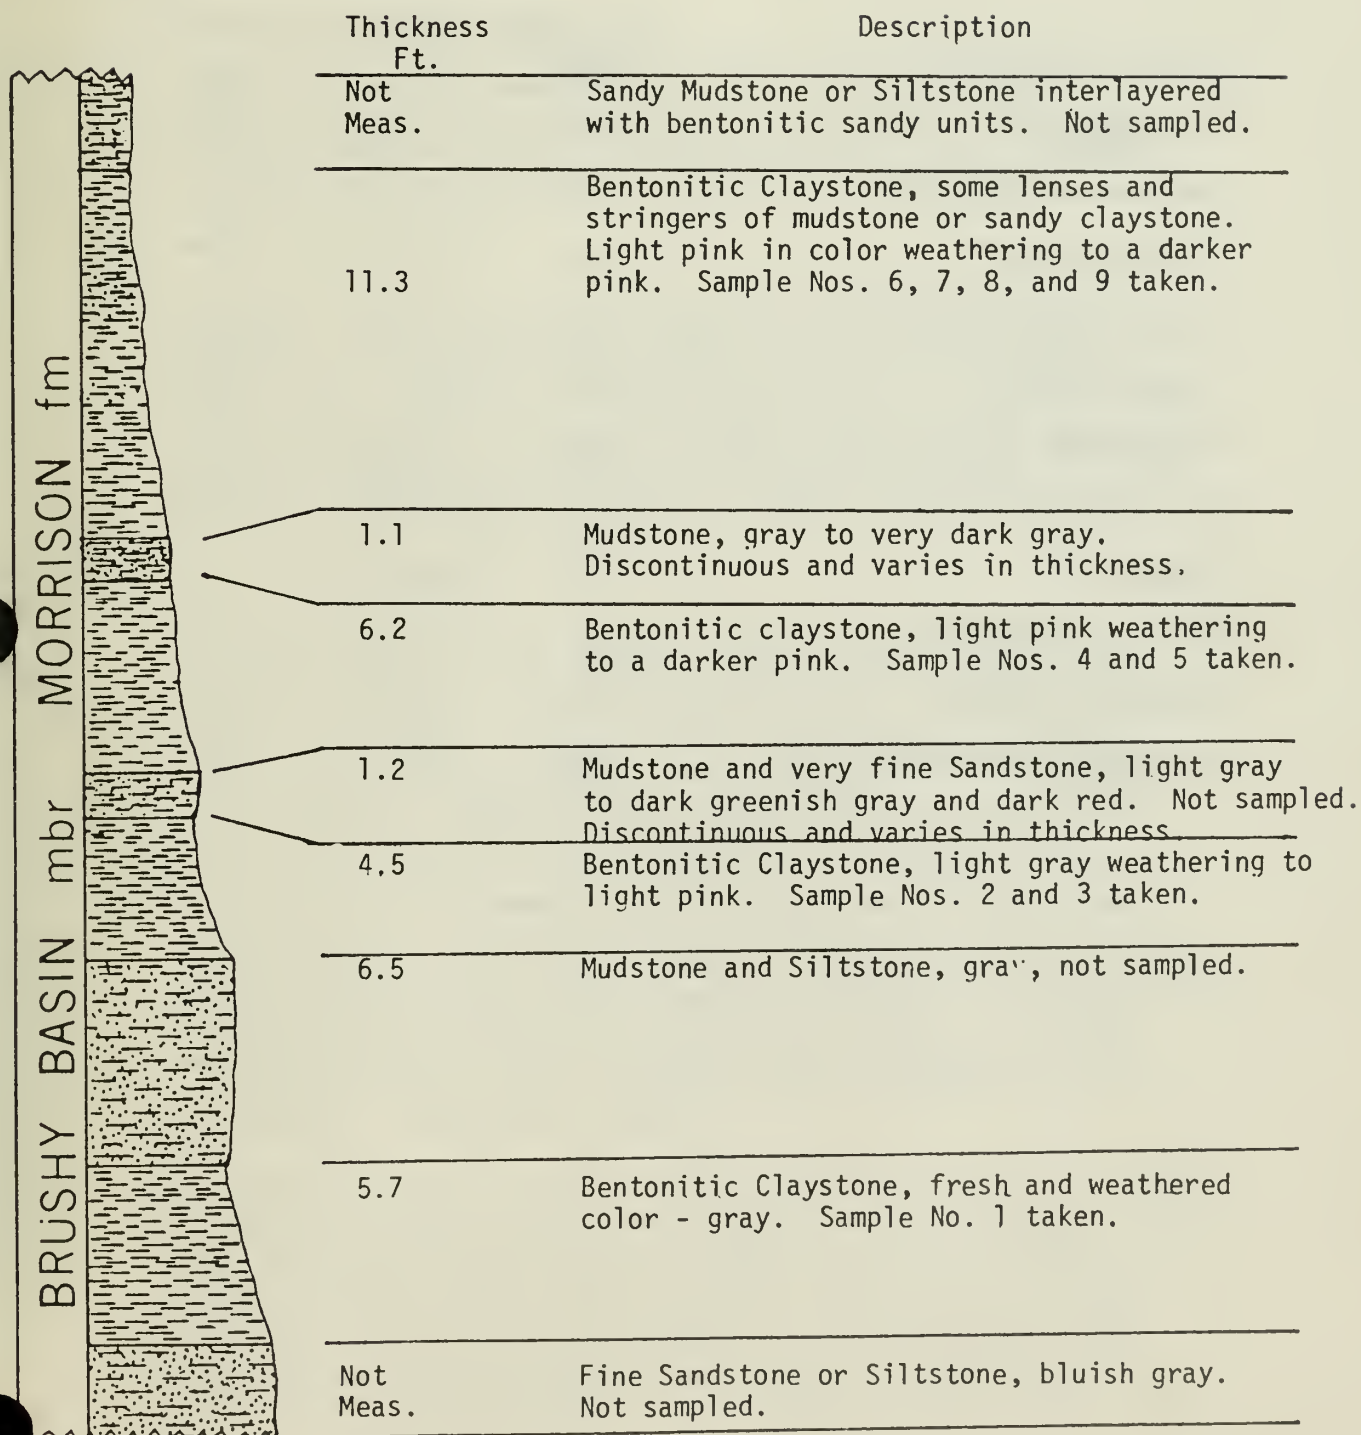 Thickness Description
Ft.
Not Sandy Mudstone or Siltstone interlayered
Meas. with bentonitic sandy units. Not sampled.
Bentonitic Claystone, some lenses and
stringers of mudstone or sandy claystone.
Light pink in color weathering to a darker
11.3 pink. Sample Nos. 6, 7, 8, and 9 taken.
1.1 Mudstone, gray to very dark gray.
Discontinuous and varies in thickness.
6.2 Bentonitic claystone, light pink weathering
to a darker pink. Sample Nos. 4 and 5 taken.
1.2 Mudstone and very fine Sandstone, light gray
to dark greenish gray and dark red. Not sampled.
Discontinuous and varies in thickness.
4.5 Bentonitic Claystone, light gray weathering to
light pink. Sample Nos. 2 and 3 taken.
6.5 Mudstone and Siltstone, gray, not sampled.
5.7 Bentonitic Claystone, fresh and weathered
color - gray. Sample No. 1 taken.
Not Fine Sandstone or Siltstone, bluish gray.
Meas. Not sampled.
BRUSHY BASIN mbr MORRISON fm